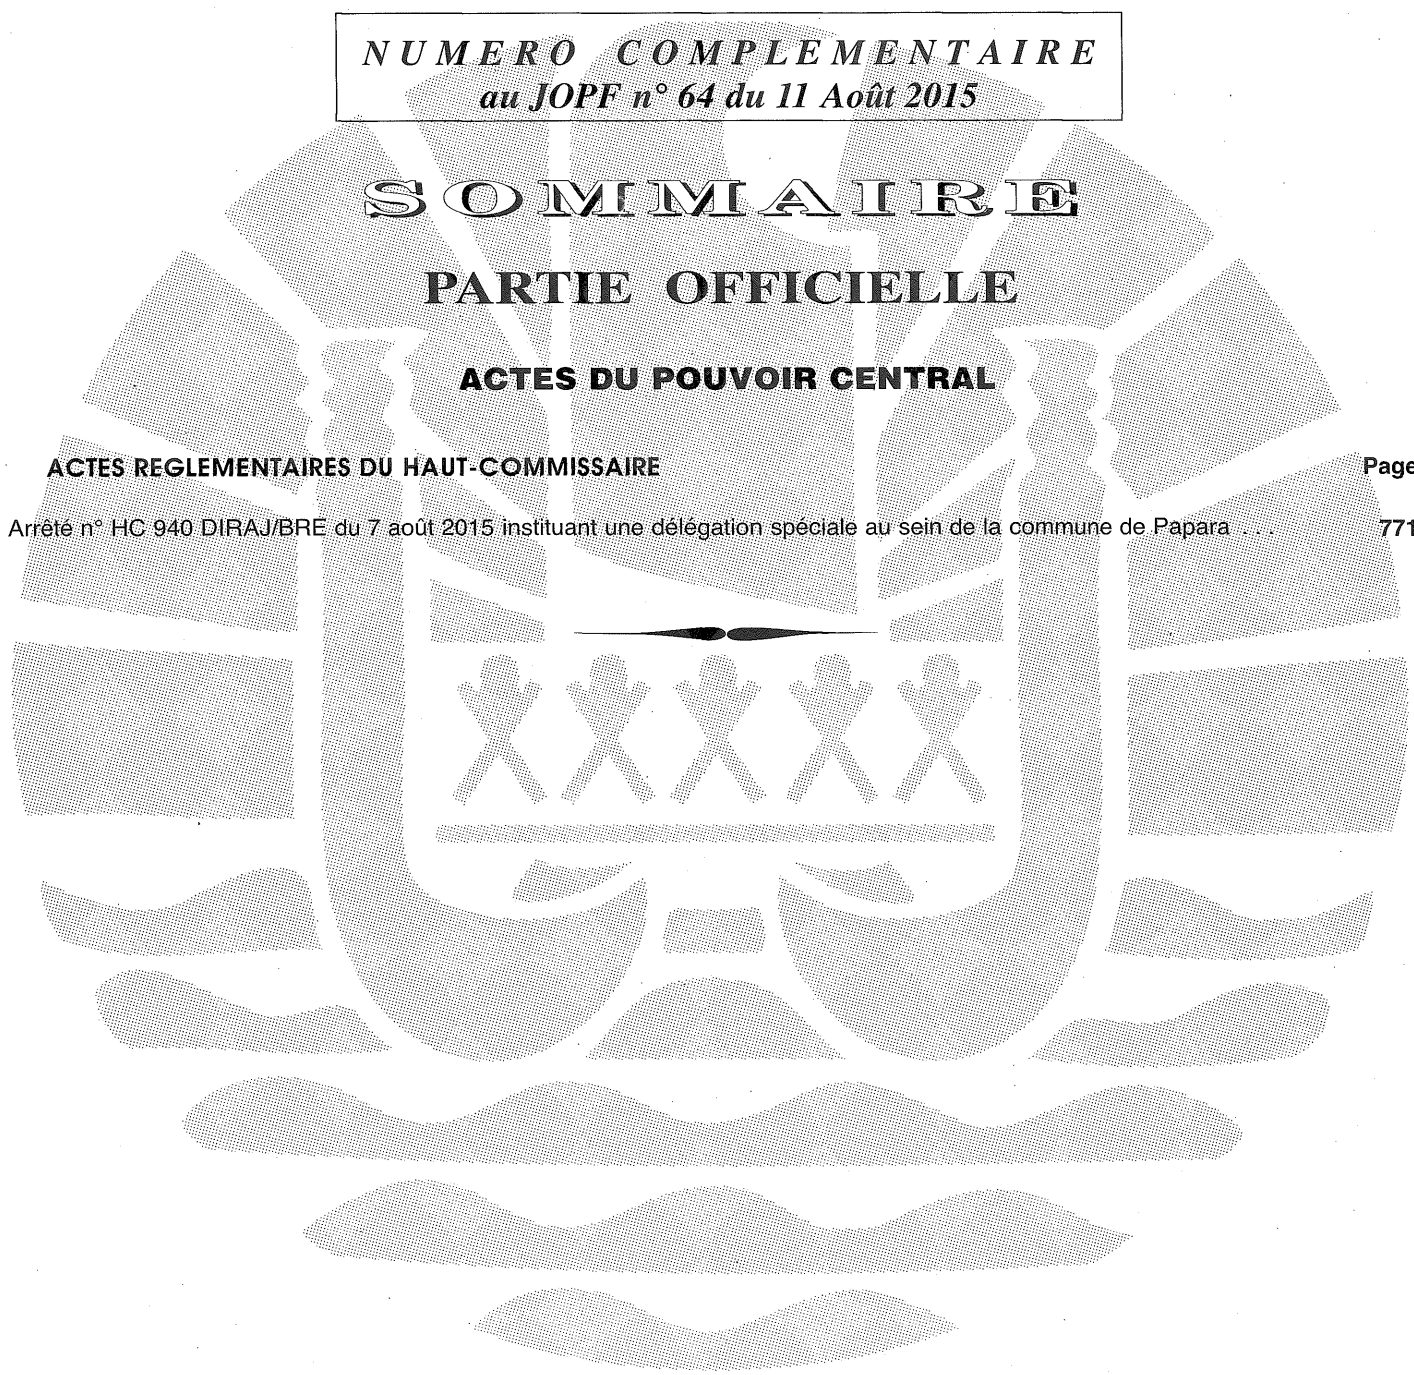 NUMERO COMPLEMENTAIRE
au JOPF n° 64 du 11 Août 2015
SOMMAIRE
PARTIE OFFICIELLE
ACTES DU POUVOIR CENTRAL
ACTES REGLEMENTAIRES DU HAUT-COMMISSAIRE Page
Arrêté n° HC 940 DIRAJ/BRE du 7 août 2015 instituant une délégation spéciale au sein de la commune de Papara . . . 771